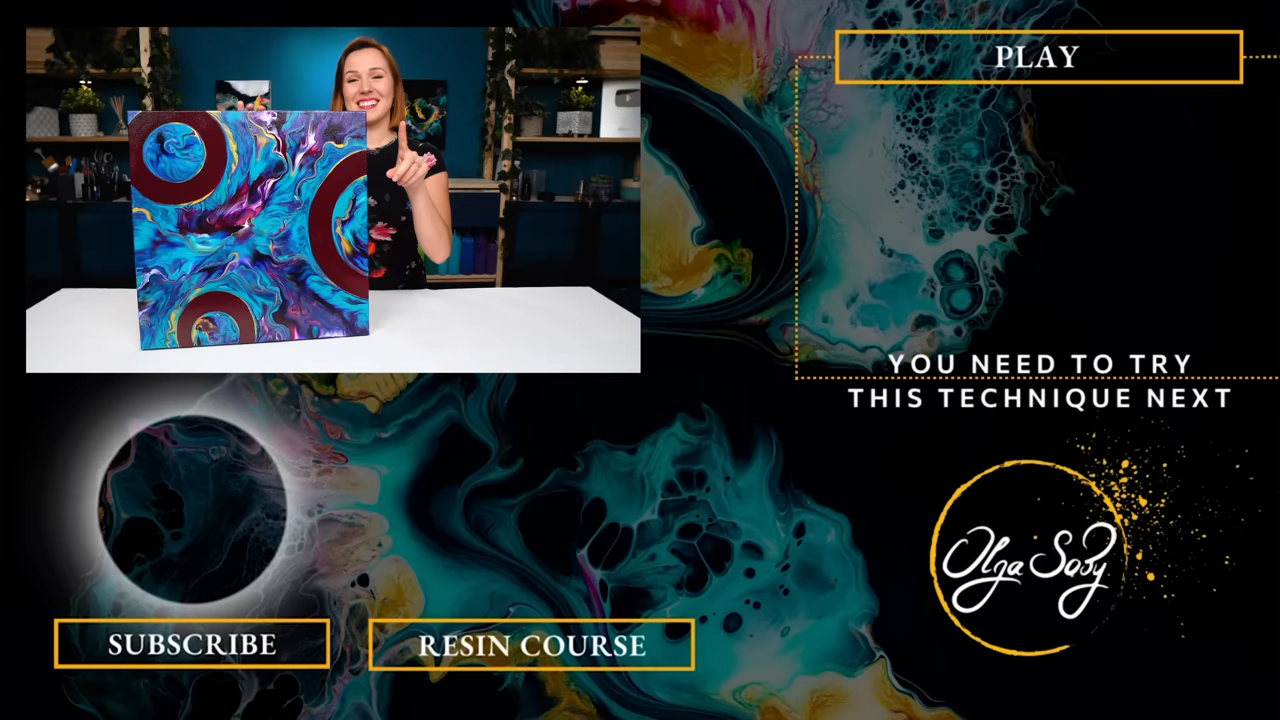 PLAY
YOU NEED TO TRY
THIS TECHNIQUE NEXT
Olga Soby
SUBSCRIBE
RESIN COURSE